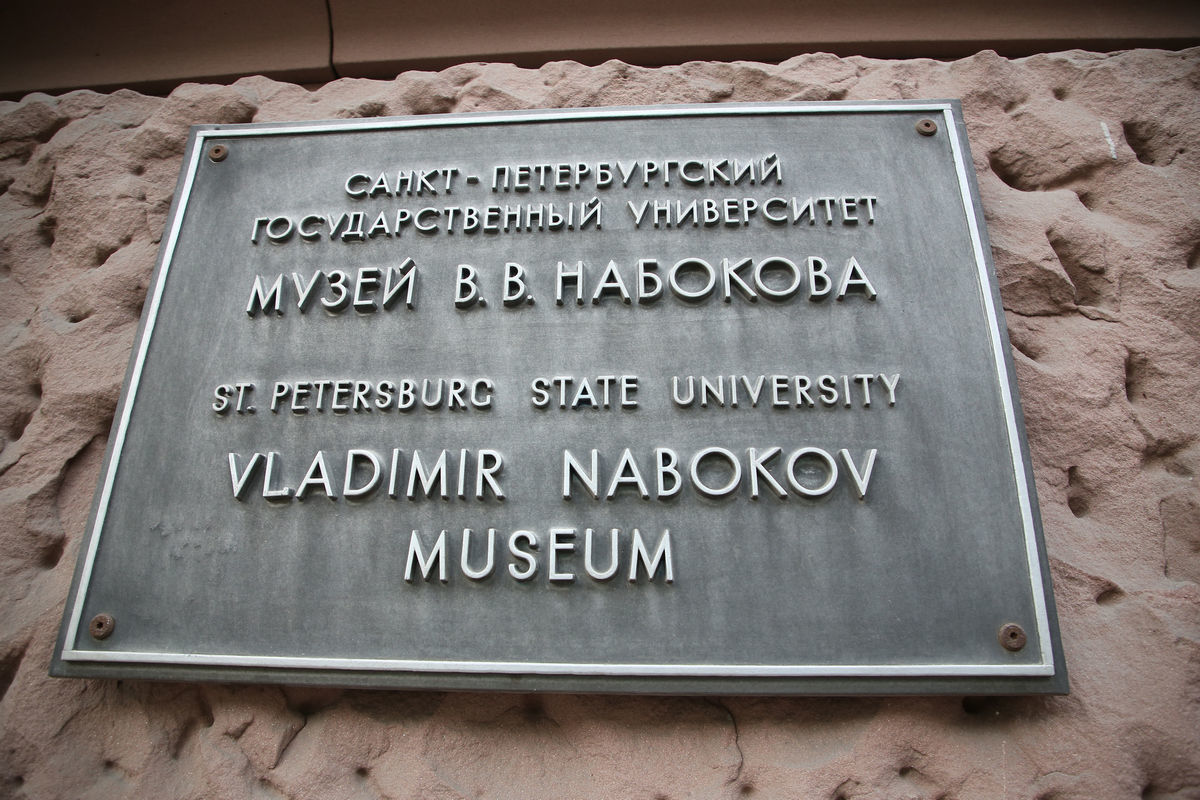 САНКТ-ПЕТЕРБУРГСКИЙ
ГОСУДАРСТВЕННЫЙ УНИВЕРСИТЕТ
МУЗЕЙ В. В. НАБОКОВА
ST. PETERSBURG STATE UNIVERSITY
VLADIMIR NABOKOV
MUSEUM